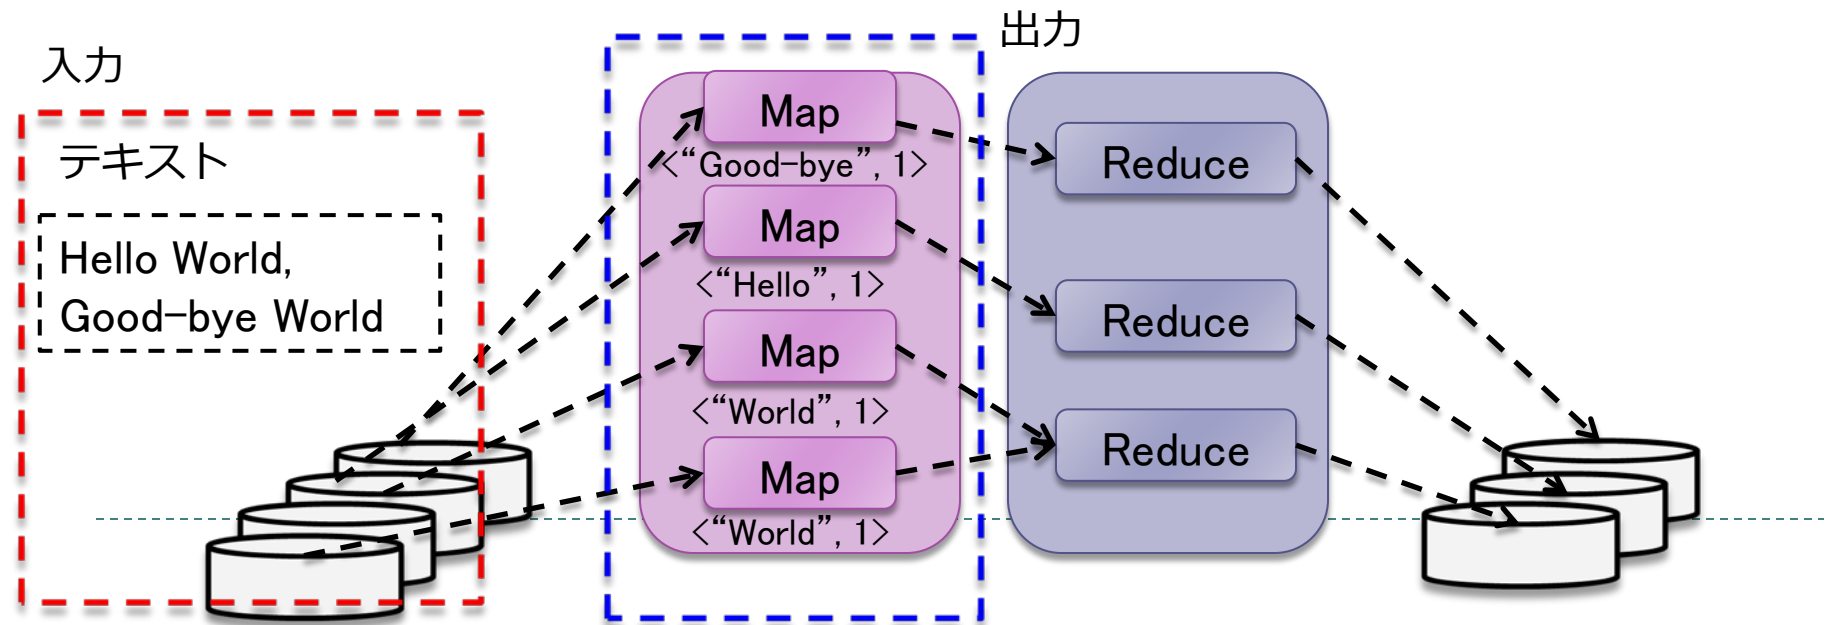 入力
テキスト
Hello World,
Good-bye World
出力
Map
<“Good-bye”, 1>
Map
<“Hello”, 1>
Map
<“World”, 1>
Map
<“World”, 1>
Reduce
Reduce
Reduce